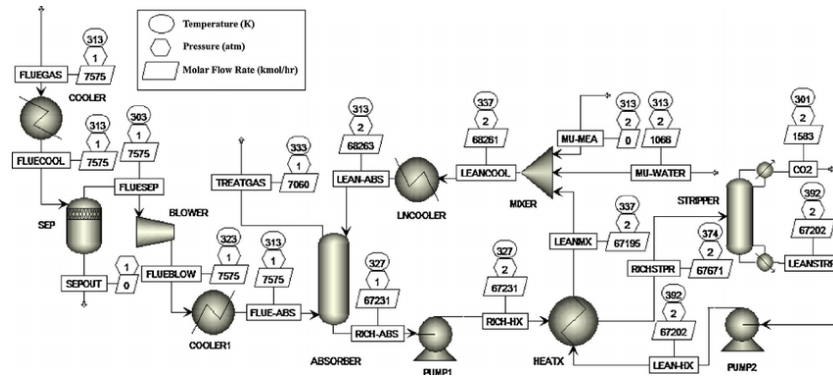 Temperature (K)
Pressure (atm)
Molar Flow Rate (kmol/hr)
313
1
FLUEGAS
7575
COOLER
313
1
FLUECOOL
7575
303
1
7575
FLUESEP
SEP
BLOWER
SEPOUT
1
0
323
1
FLUEBLOW
7575
COOLER1
313
1
7575
FLUE-ABS
333
1
TREATGAS
7060
313
2
68263
LEAN-ABS
LNCOOLER
337
2
68261
LEANCOOL
MIXER
313
2
MU-MEA
0
313
2
1066
MU-WATER
337
2
LEANMX
67195
ABSORBER
327
1
67231
RICH-ABS
PUMP1
327
2
67231
RICH-HX
HEATX
374
2
RICHSTPR
67671
STRIPPER
301
2
1583
CO2
392
2
67202
LEANSTRP
392
2
67202
LEAN-HX
PUMP2